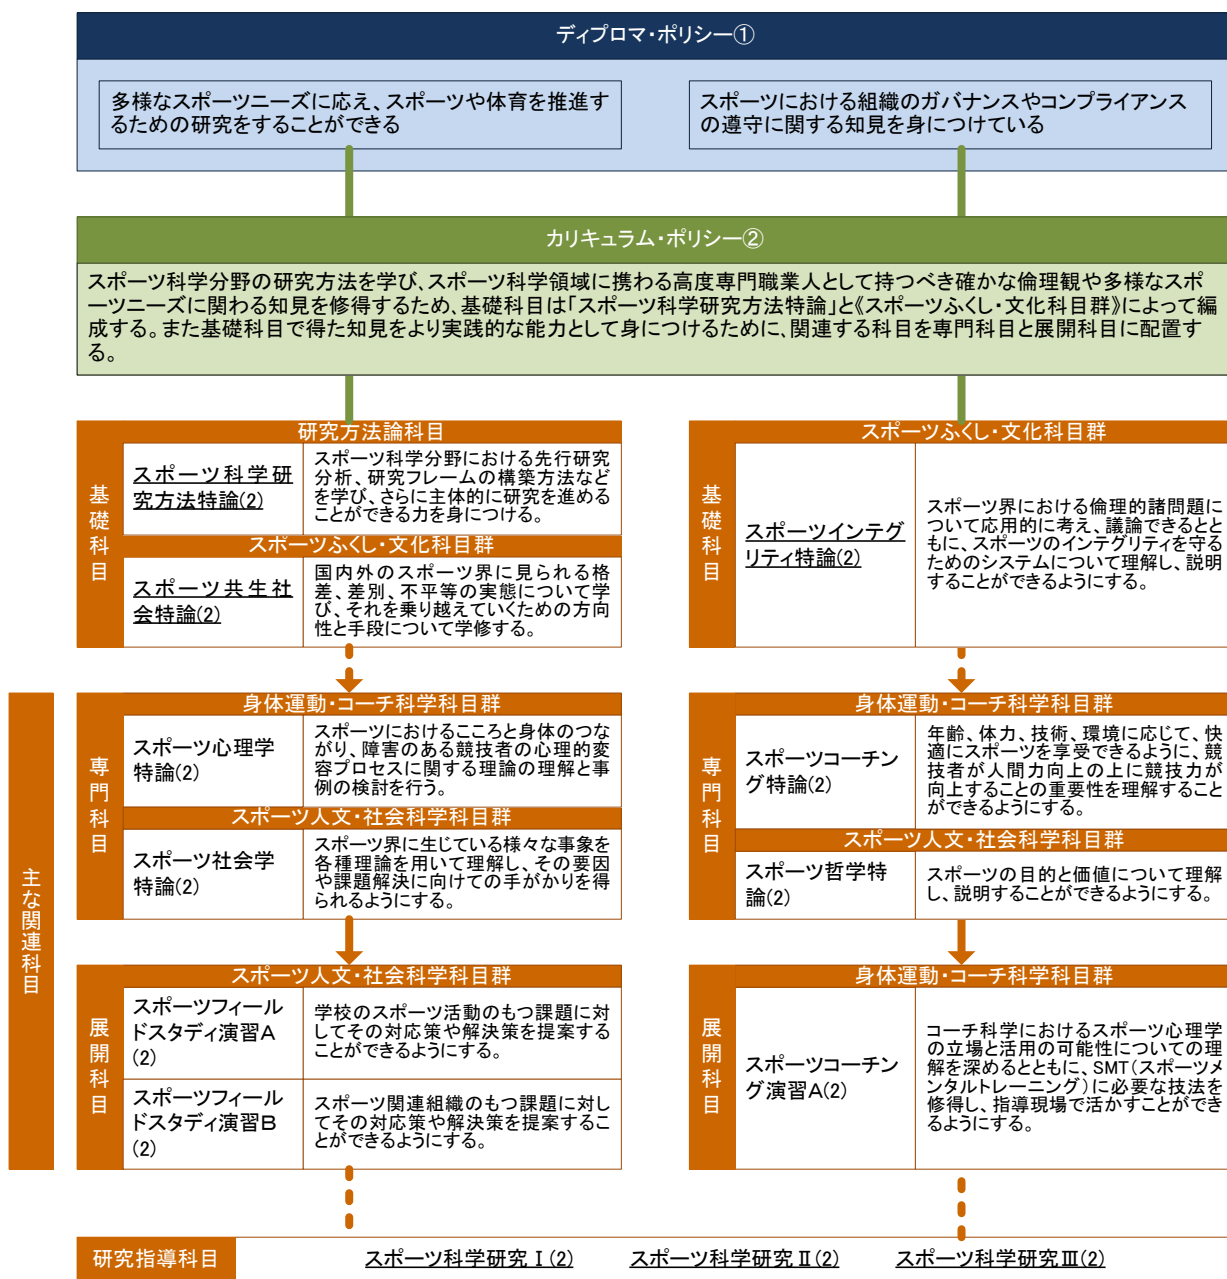 ディプロマ・ポリシー①
多様なスポーツニーズに応え、スポーツや体育を推進す
るための研究をすることができる
スポーツにおける組織のガバナンスやコンプライアンス
の遵守に関する知見を身につけている
カリキュラム・ポリシー②
スポーツ科学分野の研究方法を学び、スポーツ科学領域に携わる高度専門職業人として持つべき確かな倫理観や多様なスポ
ーツニーズに関わる知見を修得するため、基礎科目は「スポーツ科学研究方法特論」と《スポーツふくし・文化科目群》によって編
成する。また基礎科目で得た知見をより実践的な能力として身につけるために、関連する科目を専門科目と展開科目に配置す
る。
基礎科目
研究方法論科目
スポーツ科学研
究方法特論(2)
スポーツ科学分野における先行研究
分析、研究フレームの構築方法など
を学び、さらに主体的に研究を進める
ことができる力を身につける。
スポーツふくし・文化科目群
スポーツ共生社
会特論(2)
国内外のスポーツ界に見られる格
差、差別、不平等の実態について学
び、それを乗り越えていくための方向
性と手段について学修する。
基礎科目
スポーツふくし・文化科目群
スポーツインテグ
リティ特論(2)
スポーツ界における倫理的諸問題に
ついて応用的に考え、議論できるとと
もに、スポーツのインテグリティを守る
ためのシステムについて理解し、説明
することができるようにする。
主な関連科目
専門科目
身体運動・コーチ科学科目群
スポーツ心理学
特論(2)
スポーツにおけるこころと身体のつな
がり、障害のある競技者の心理的変
容プロセスに関する理論の理解と事
例の検討を行う。
スポーツ人文・社会科学科目群
スポーツ社会学
特論(2)
スポーツ界に生じている様々な事象を
各種理論を用いて理解し、その要因
や課題解決に向けての手がかりを得
られるようにする。
専門科目
身体運動・コーチ科学科目群
スポーツコーチン
グ特論(2)
年齢、体力、技術、環境に応じて、快
適にスポーツを享受できるように、競
技者が人間力向上の上に競技力が
向上することの重要性を理解すること
ができるようにする。
スポーツ人文・社会科学科目群
スポーツ哲学特
論(2)
スポーツの目的と価値について理解
し、説明することができるようにする。
展開科目
スポーツ人文・社会科学科目群
スポーツフィール
ドスタディ演習A
(2)
学校のスポーツ活動のもつ課題に対
してその対応策や解決策を提案する
ことができるようにする。
スポーツフィール
ドスタディ演習B
(2)
スポーツ関連組織のもつ課題に対し
てその対応策や解決策を提案するこ
とができるようにする。
展開科目
身体運動・コーチ科学科目群
スポーツコーチン
グ演習A(2)
コーチ科学におけるスポーツ心理学
の立場と活用の可能性についての理
解を深めるとともに、SMT(スポーツメ
ンタルトレーニング)に必要な技法を
修得し、指導現場で活かすことができ
るようにする。
研究指導科目
スポーツ科学研究Ⅰ(2)
スポーツ科学研究Ⅱ(2)
スポーツ科学研究Ⅲ(2)